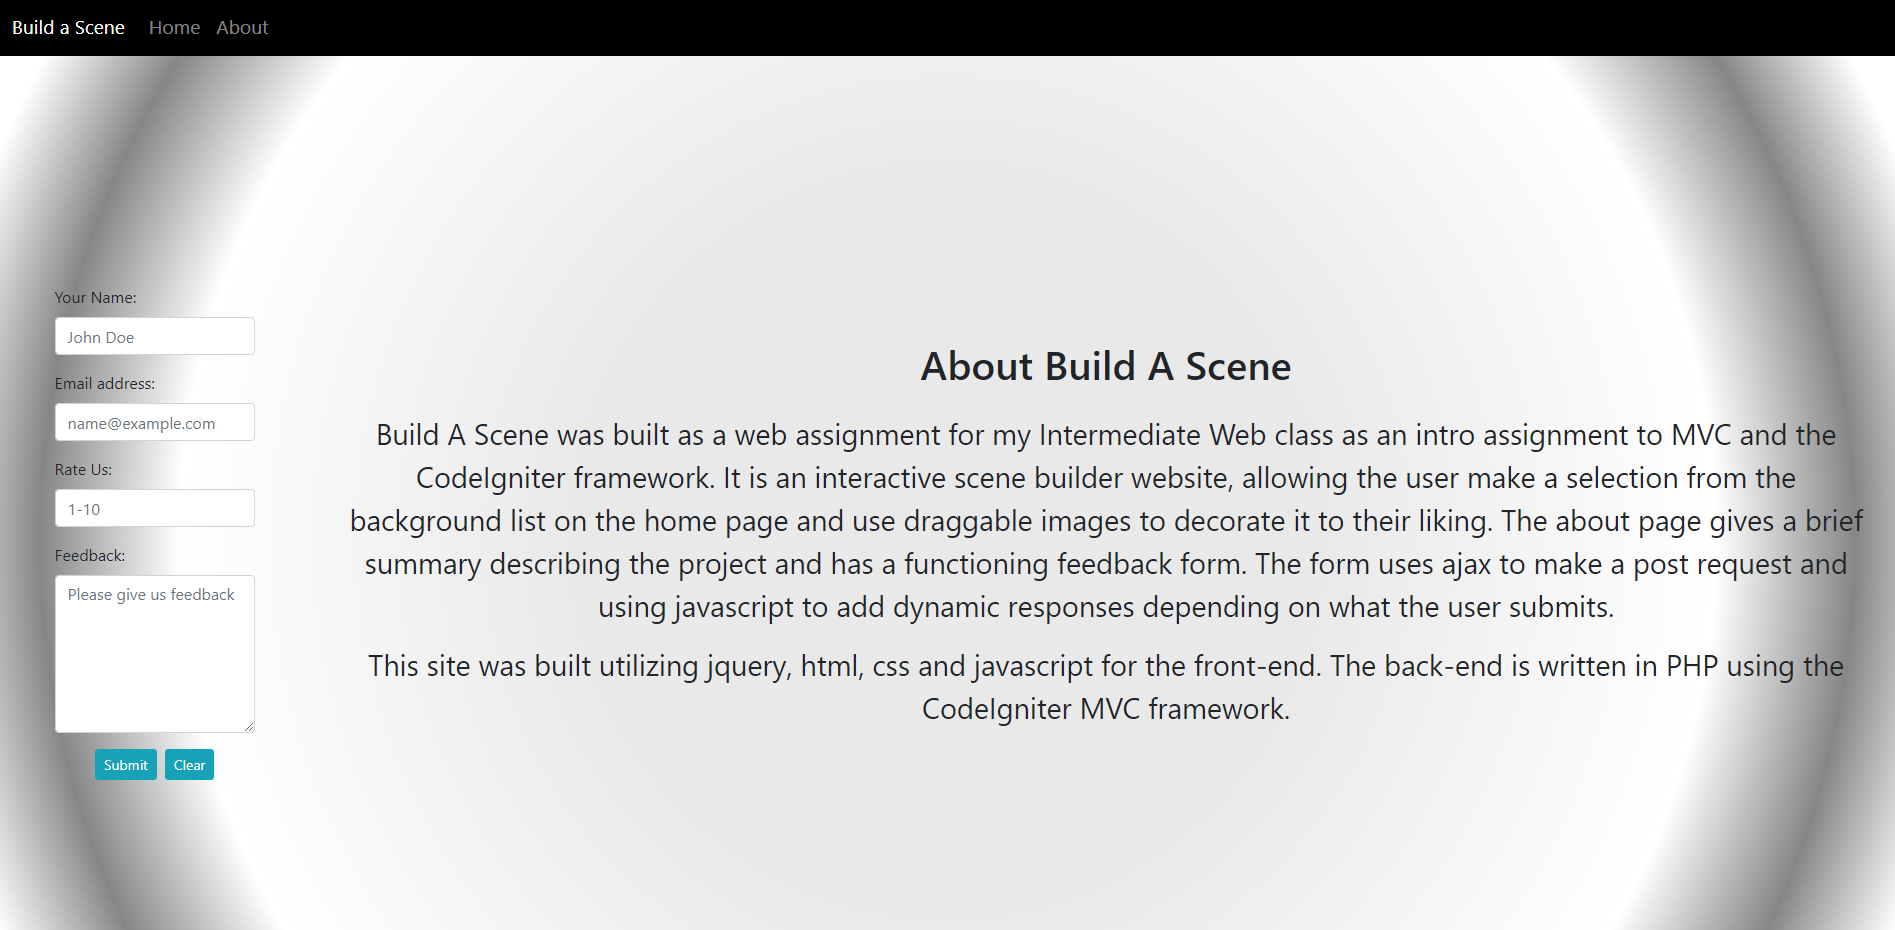 Build a Scene Home About
Your Name:
John Doe
Email address:
name@example.com
Rate Us:
1-10
Feedback:
Please give us feedback
Submit Clear
About Build A Scene
Build A Scene was built as a web assignment for my Intermediate Web class as an intro assignment to MVC and the
CodeIgniter framework. It is an interactive scene builder website, allowing the user make a selection from the
background list on the home page and use draggable images to decorate it to their liking. The about page gives a brief
summary describing the project and has a functioning feedback form. The form uses ajax to make a post request and
using javascript to add dynamic responses depending on what the user submits.
This site was built utilizing jquery, html, css and javascript for the front-end. The back-end is written in PHP using the
CodeIgniter MVC framework.